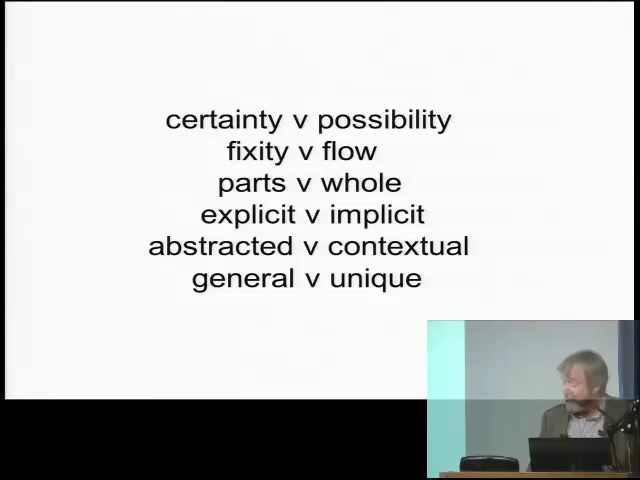 certainty v possibility
fixity v flow
parts v whole
explicit v implicit
abstracted v contextual
general v unique